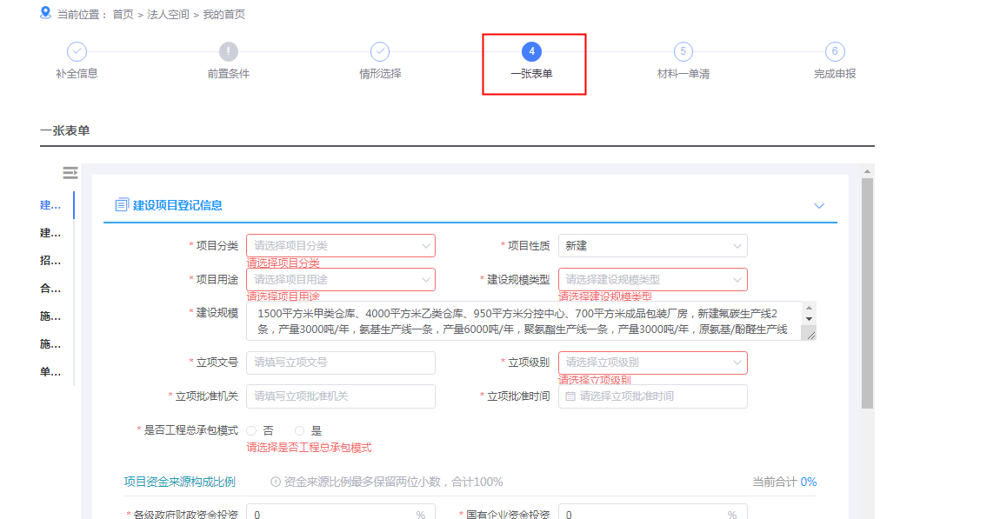 当前位置： 首页 > 法人空间 > 我的首页
! 4 5 6
补全信息 前置条件 情形选择 一张表单 材料一单清 完成申报
一张表单
建...
建...
招...
合...
施...
施...
单...
建设项目登记信息
* 项目分类 请选择项目分类 * 项目性质 新建
请选择项目分类
* 项目用途 请选择项目用途 * 建设规模类型 请选择建设规模类型
请选择项目用途 请选择建设规模类型
* 建设规模 1500平方米甲类仓库、4000平方米乙类仓库、950平方米分控中心、700平方米成品包装厂房，新建氟碳生产线2
条，产量3000吨/年，氨基生产线一条，产量6000吨/年，聚氨酯生产线一条，产量3000吨/年，原氨基/酚醛生产线
* 立项文号 请填写立项文号 * 立项级别 请选择立项级别
请选择立项级别
* 立项批准机关 请填写立项批准机关 * 立项批准时间 请选择立项批准时间
* 是否工程总承包模式 否 是
请选择是否工程总承包模式
项目资金来源构成比例 资金来源比例最多保留两位小数，合计100% 当前合计 0%
* 各级政府财政资金投资 0 % * 国有企业资金投资 0 %